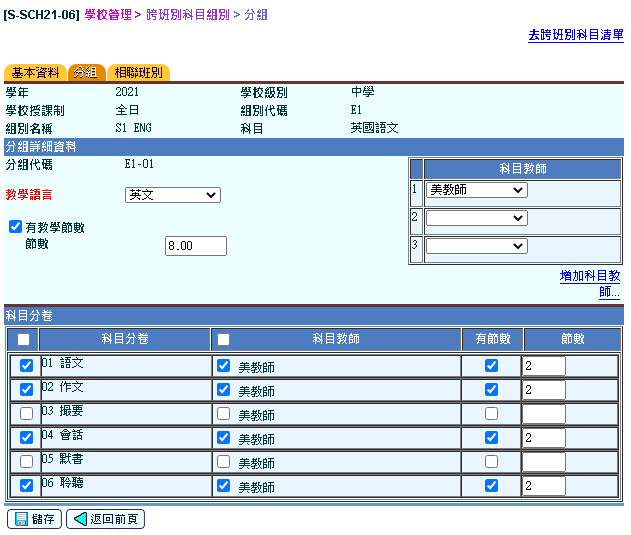 [S-SCH21-06] 學校管理 > 跨班別科目組別 > 分組
去跨班別科目清單
基本資料 分組 相聯班別
學年 2021 學校級別 中學
學校授課制 全日 組別代碼 E1
組別名稱 S1 ENG 科目 英國語文
分組詳細資料
分組代碼 E1-01
科目教師
教學語言 英文
1 美教師
2
3
有教學節數
節數 8.00
增加科目教
師...
科目分卷
科目分卷 科目教師 有節數 節數
01 語文 美教師 2
02 作文 美教師 2
03 撮要 美教師
04 會話 美教師 2
05 默書 美教師
06 聆聽 美教師 2
儲存 返回前頁